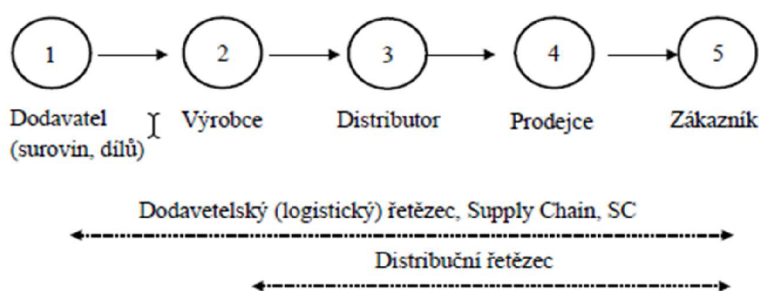 1 2 3 4 5
Dodavatel Výrobce Distributor Prodejce Zákazník
(surovin, dílů)
Dodavetelský (logistický) řetězec, Supply Chain, SC
Distribuční řetězec